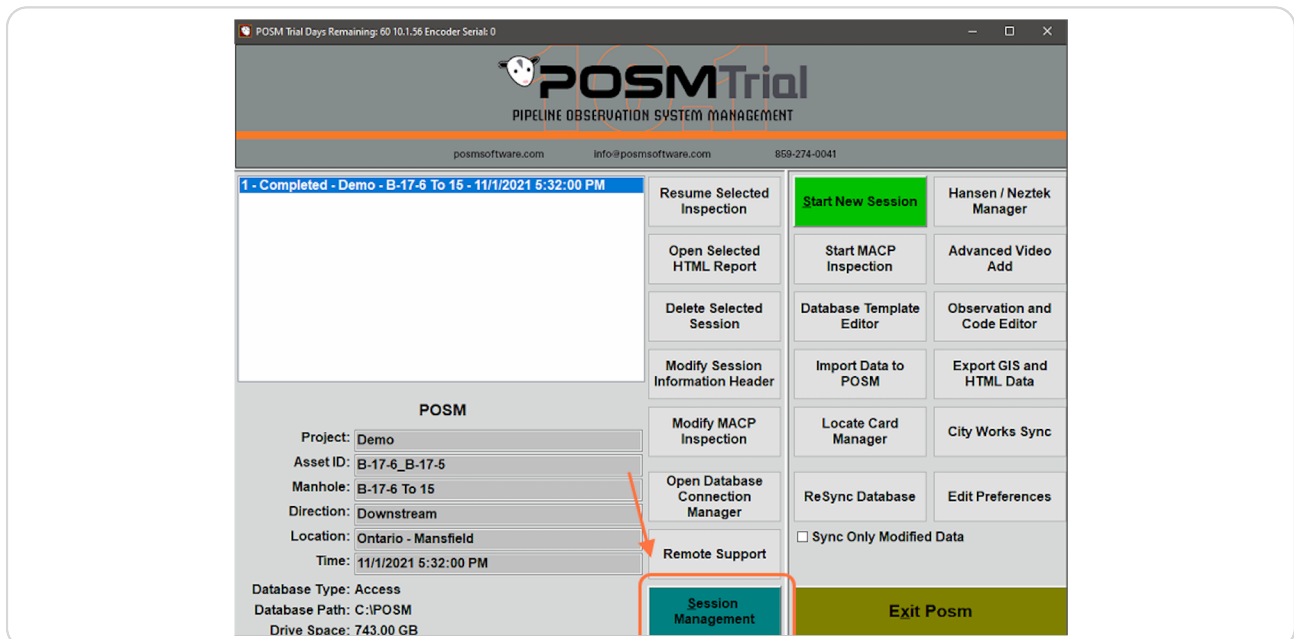 POSM Trial Days Remaining: 60 10.1.56 Encoder Serial: 0
10.1
POSMTrial
PIPELINE OBSERVATION SYSTEM MANAGEMENT
posmsoftware.com info@posmsoftware.com 859-274-0041
1 - Completed - Demo - B-17-6 To 15 - 11/1/2021 5:32:00 PM
POSM
Project: Demo
Asset ID: B-17-6_B-17-5
Manhole: B-17-6 To 15
Direction: Downstream
Location: Ontario - Mansfield
Time: 11/1/2021 5:32:00 PM
Database Type: Access
Database Path: C:\POSM
Drive Space: 743.00 GB
Resume Selected
Inspection
Open Selected
HTML Report
Delete Selected
Session
Modify Session
Information Header
Modify MACP
Inspection
Open Database
Connection
Manager
Remote Support
Session
Management
Start New Session
Start MACP
Inspection
Database Template
Editor
Import Data to
POSM
Locate Card
Manager
ReSync Database
Sync Only Modified Data
Hansen / Neztek
Manager
Advanced Video
Add
Observation and
Code Editor
Export GIS and
HTML Data
City Works Sync
Edit Preferences
Exit Posm